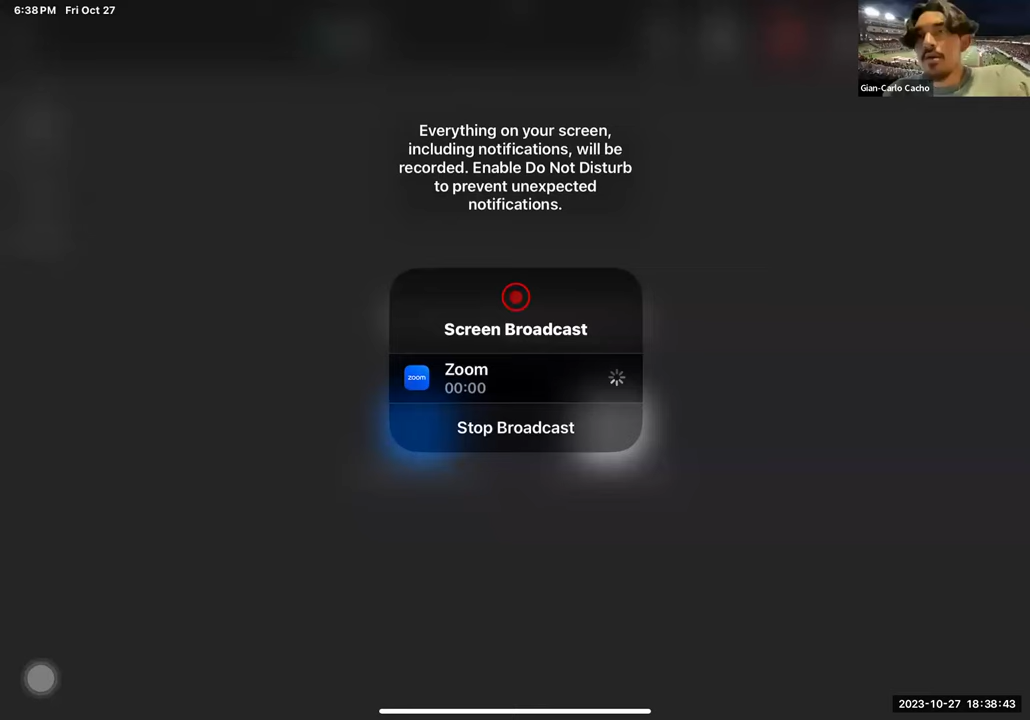 6:38 PM Fri Oct 27
Gian-Carlo Cacho
Everything on your screen,
including notifications, will be
recorded. Enable Do Not Disturb
to prevent unexpected
notifications.
Screen Broadcast
zoom
Zoom
00:00
Stop Broadcast
2023-10-27 18:38:43